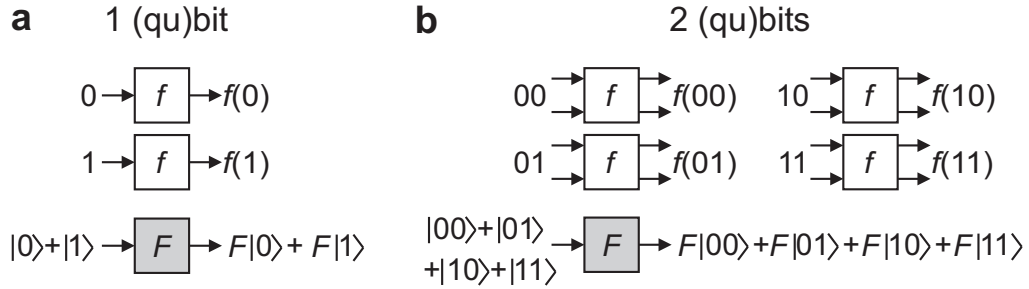 a 1 (qu)bit
0 f f(0)
1 f f(1)
|0⟩+|1⟩ F F|0⟩ + F|1⟩
b 2 (qu)bits
00 f f(00) 10 f f(10)
01 f f(01) 11 f f(11)
|00⟩+|01⟩
+|10⟩+|11⟩ F F|00⟩+F|01⟩+F|10⟩+F|11⟩